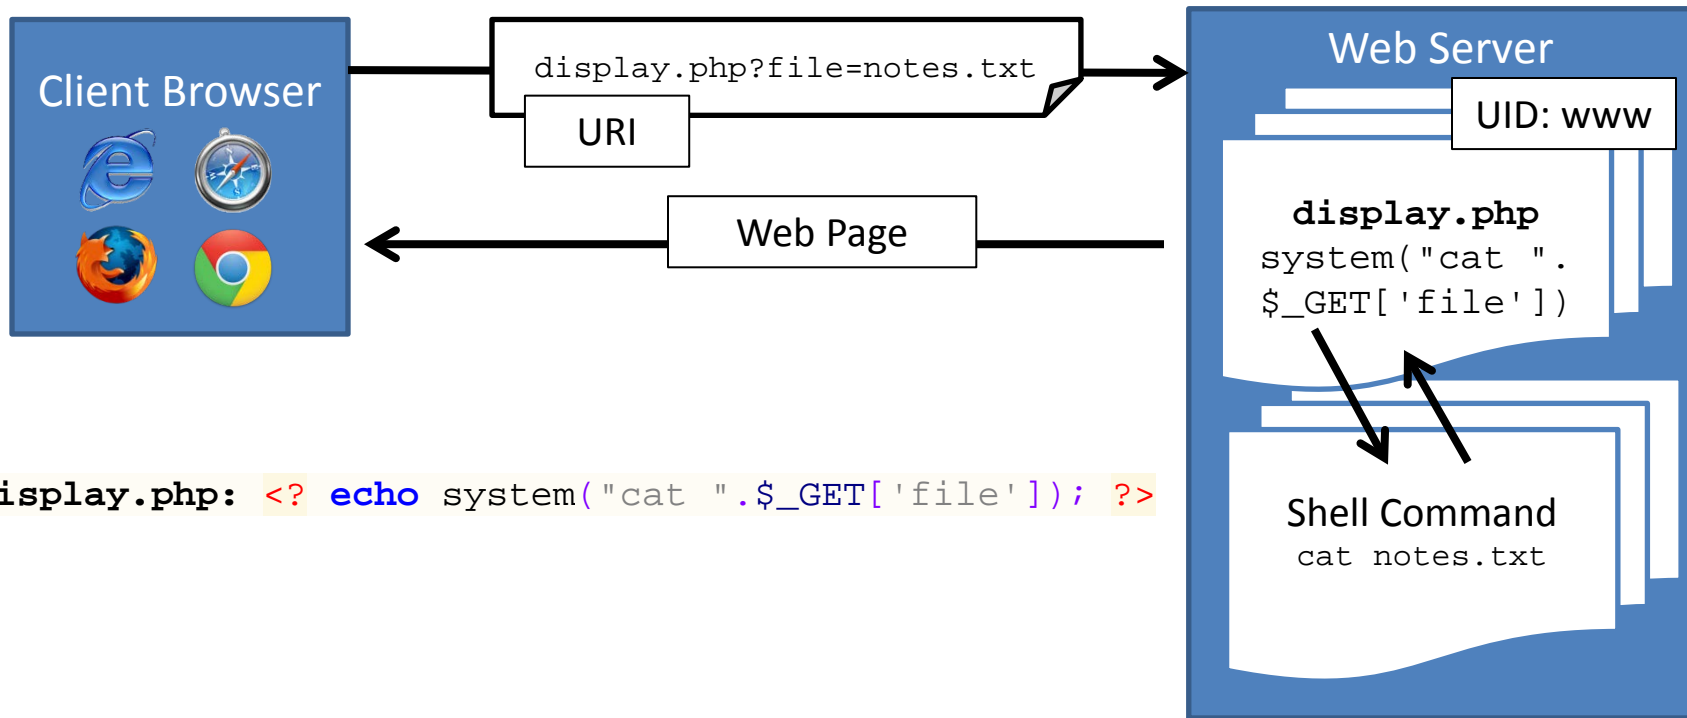 Client Browser
display.php?file=notes.txt
URI
Web Page
Web Server
UID: www
display.php
system("cat ".
$_GET['file'])
isplay.php: <? echo system("cat ".$_GET['file']); ?>
Shell Command
cat notes.txt